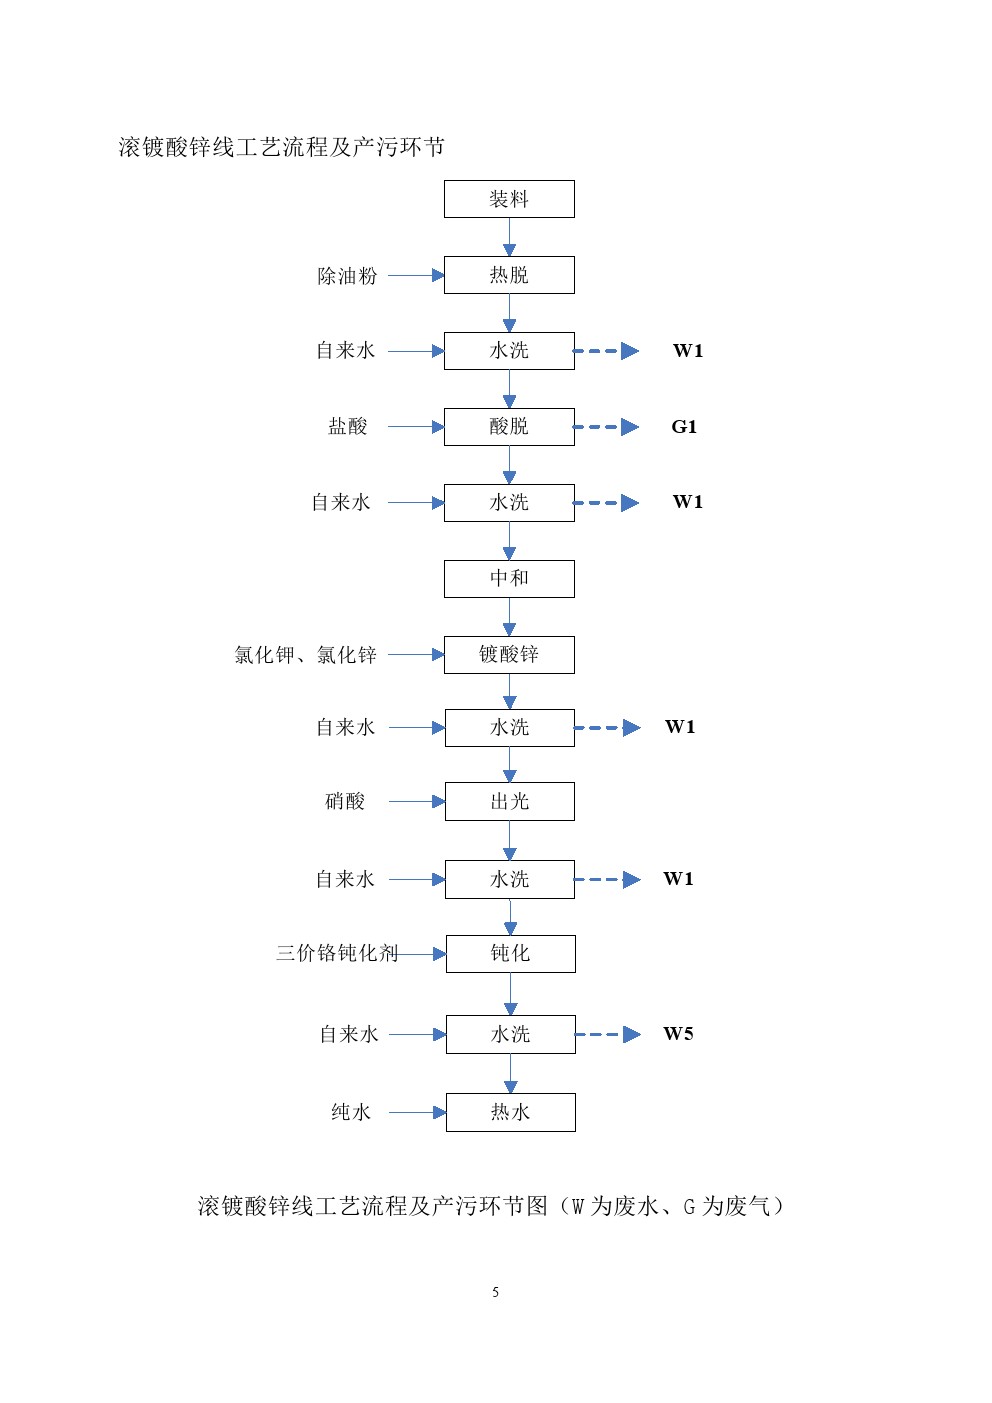 滚镀酸锌线工艺流程及产污环节
装料
除油粉 热脱
自来水 水洗 W1
盐酸 酸脱 G1
自来水 水洗 W1
中和
氯化钾、氯化锌 镀酸锌
自来水 水洗 W1
硝酸 出光
自来水 水洗 W1
三价铬钝化剂 钝化
自来水 水洗 W5
纯水 热水
滚镀酸锌线工艺流程及产污环节图（W 为废水、G 为废气）
5